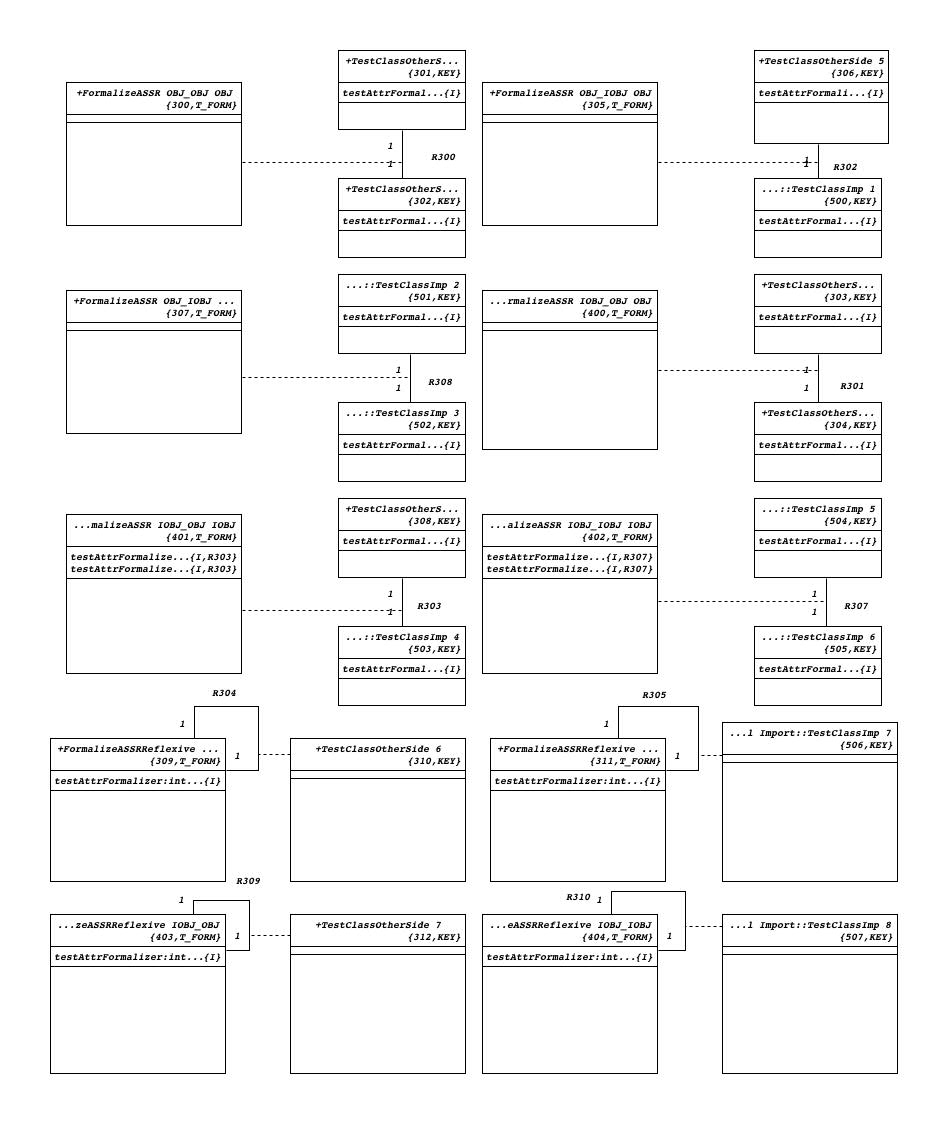 +FormalizeASSR OBJ_OBJ OBJ
{300,T_FORM}
+TestClassOtherS...
{301,KEY}
testAttrFormal...{I}
1
R300
1
+TestClassOtherS...
{302,KEY}
testAttrFormal...{I}
+FormalizeASSR OBJ_IOBJ OBJ
{305,T_FORM}
+TestClassOtherSide 5
{306,KEY}
testAttrFormali...{I}
1
1
R302
...::TestClassImp 1
{500,KEY}
testAttrFormal...{I}
+FormalizeASSR OBJ_IOBJ ...
{307,T_FORM}
...::TestClassImp 2
{501,KEY}
testAttrFormal...{I}
1
R308
1
...::TestClassImp 3
{502,KEY}
testAttrFormal...{I}
...rmalizeASSR IOBJ_OBJ OBJ
{400,T_FORM}
+TestClassOtherS...
{303,KEY}
testAttrFormal...{I}
1
R301
1
+TestClassOtherS...
{304,KEY}
testAttrFormal...{I}
...malizeASSR IOBJ_OBJ IOBJ
{401,T_FORM}
testAttrFormalize...{I,R303}
testAttrFormalize...{I,R303}
+TestClassOtherS...
{308,KEY}
testAttrFormal...{I}
1
R303
1
...::TestClassImp 4
{503,KEY}
testAttrFormal...{I}
...alizeASSR IOBJ_IOBJ IOBJ
{402,T_FORM}
testAttrFormalize...{I,R307}
testAttrFormalize...{I,R307}
...::TestClassImp 5
{504,KEY}
testAttrFormal...{I}
1
R307
1
...::TestClassImp 6
{505,KEY}
testAttrFormal...{I}
R304
1
+FormalizeASSRReflexive ...
{309,T_FORM}
testAttrFormalizer:int...{I}
1
+TestClassOtherSide 6
{310,KEY}
R305
1
+FormalizeASSRReflexive ...
{311,T_FORM}
testAttrFormalizer:int...{I}
1
...l Import::TestClassImp 7
{506,KEY}
R309
1
...zeASSRReflexive IOBJ_OBJ
{403,T_FORM}
testAttrFormalizer:int...{I}
1
+TestClassOtherSide 7
{312,KEY}
R310
1
...eASSRReflexive IOBJ_IOBJ
{404,T_FORM}
testAttrFormalizer:int...{I}
1
...l Import::TestClassImp 8
{507,KEY}